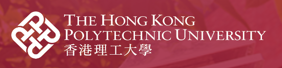 THE HONG KONG
POLYTECHNIC UNIVERSITY
香港理工大學